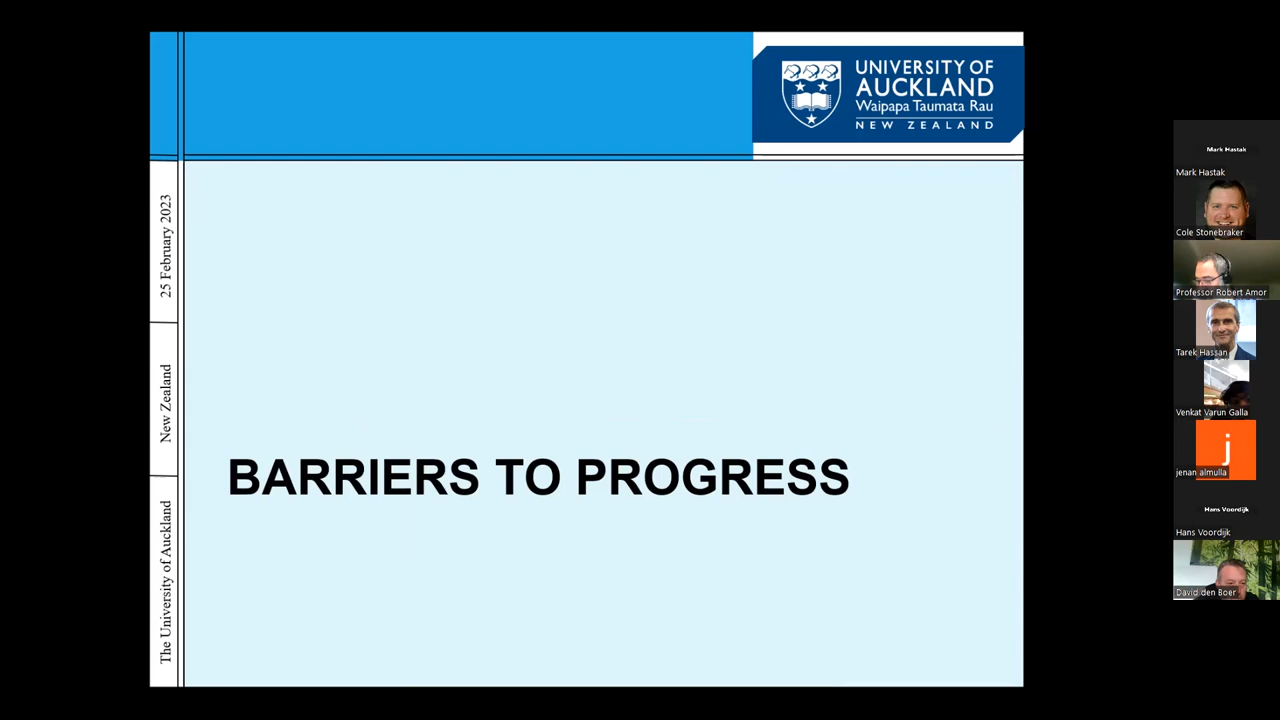 UNIVERSITY OF
AUCKLAND
Waipapa Taumata Rau
NEW ZEALAND
25 February 2023
New Zealand
The University of Auckland
BARRIERS TO PROGRESS
Mark Hastak
Mark Hastak
Cole Stonebraker
Professor Robert Amor
Tarek Hassan
Venkat Varun Galla
j
jenan almulla
Hans Voordijk
Hans Voordijk
David den Boer